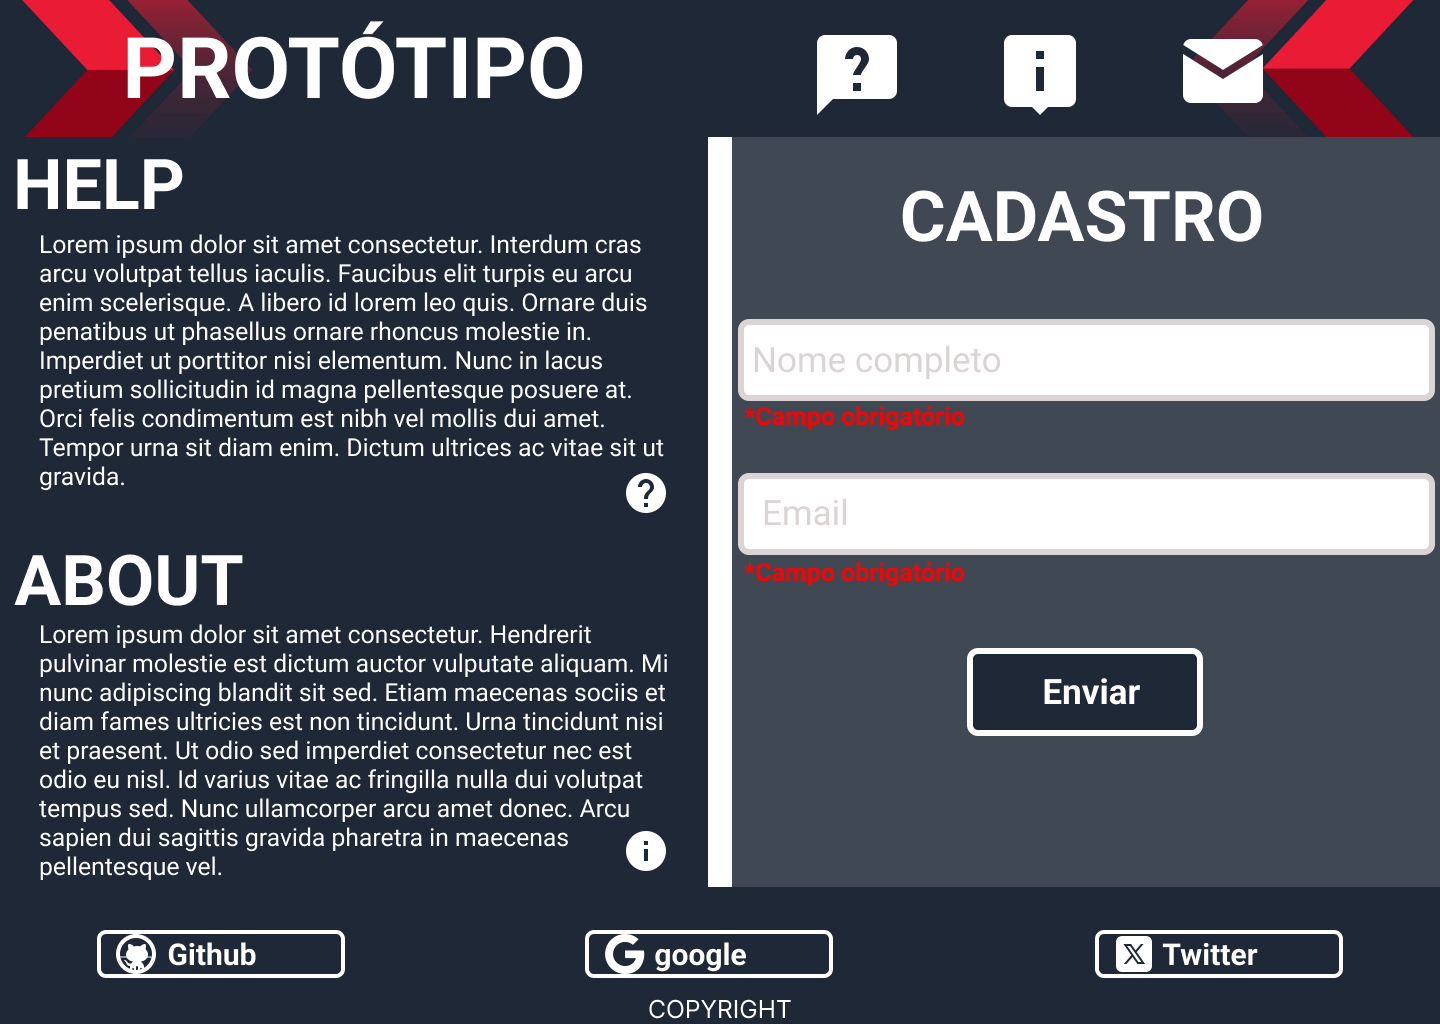 PROTÓTIPO
HELP
Lorem ipsum dolor sit amet consectetur. Interdum cras
arcu volutpat tellus iaculis. Faucibus elit turpis eu arcu
enim scelerisque. A libero id lorem leo quis. Ornare duis
penatibus ut phasellus ornare rhoncus molestie in.
Imperdiet ut porttitor nisi elementum. Nunc in lacus
pretium sollicitudin id magna pellentesque posuere at.
Orci felis condimentum est nibh vel mollis dui amet.
Tempor urna sit diam enim. Dictum ultrices ac vitae sit ut
gravida.
ABOUT
Lorem ipsum dolor sit amet consectetur. Hendrerit
pulvinar molestie est dictum auctor vulputate aliquam. Mi
nunc adipiscing blandit sit sed. Etiam maecenas sociis et
diam fames ultricies est non tincidunt. Urna tincidunt nisi
et praesent. Ut odio sed imperdiet consectetur nec est
odio eu nisl. Id varius vitae ac fringilla nulla dui volutpat
tempus sed. Nunc ullamcorper arcu amet donec. Arcu
sapien dui sagittis gravida pharetra in maecenas
pellentesque vel.
CADASTRO
Nome completo
*Campo obrigatório
Email
*Campo obrigatório
Enviar
Github
google
Twitter
COPYRIGHT